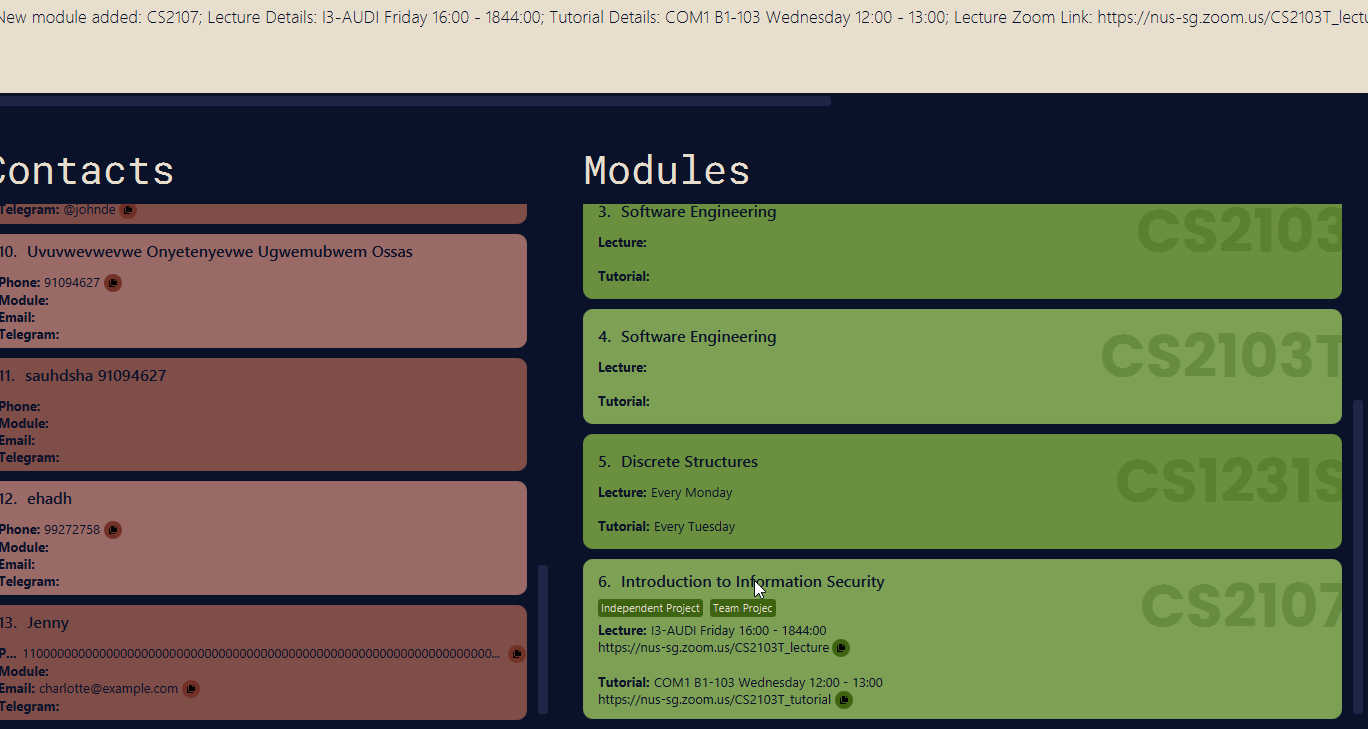 New module added: CS2107; Lecture Details: I3-AUDI Friday 16:00 - 1844:00; Tutorial Details: COM1 B1-103 Wednesday 12:00 - 13:00; Lecture Zoom Link: https://nus-sg.zoom.us/CS2103T_lectu
Contacts
Telegram: @johnde
10. Uvuvwevwevwe Onyetenyevwe Ugwemubwem Ossas
Phone: 91094627
Module:
Email:
Telegram:
11. sauhdsha 91094627
Phone:
Module:
Email:
Telegram:
12. ehadh
Phone: 99272758
Module:
Email:
Telegram:
13. Jenny
P...
Module:
Email: charlotte@example.com
Telegram:
Modules
3. Software Engineering
CS2103
Lecture:
Tutorial:
4. Software Engineering
CS2103T
Lecture:
Tutorial:
5. Discrete Structures
CS1231S
Lecture: Every Monday
Tutorial: Every Tuesday
6. Introduction to Information Security
CS2107
Independent Project Team Projec
Lecture: I3-AUDI Friday 16:00 - 1844:00
https://nus-sg.zoom.us/CS2103T_lecture
Tutorial: COM1 B1-103 Wednesday 12:00 - 13:00
https://nus-sg.zoom.us/CS2103T_tutorial